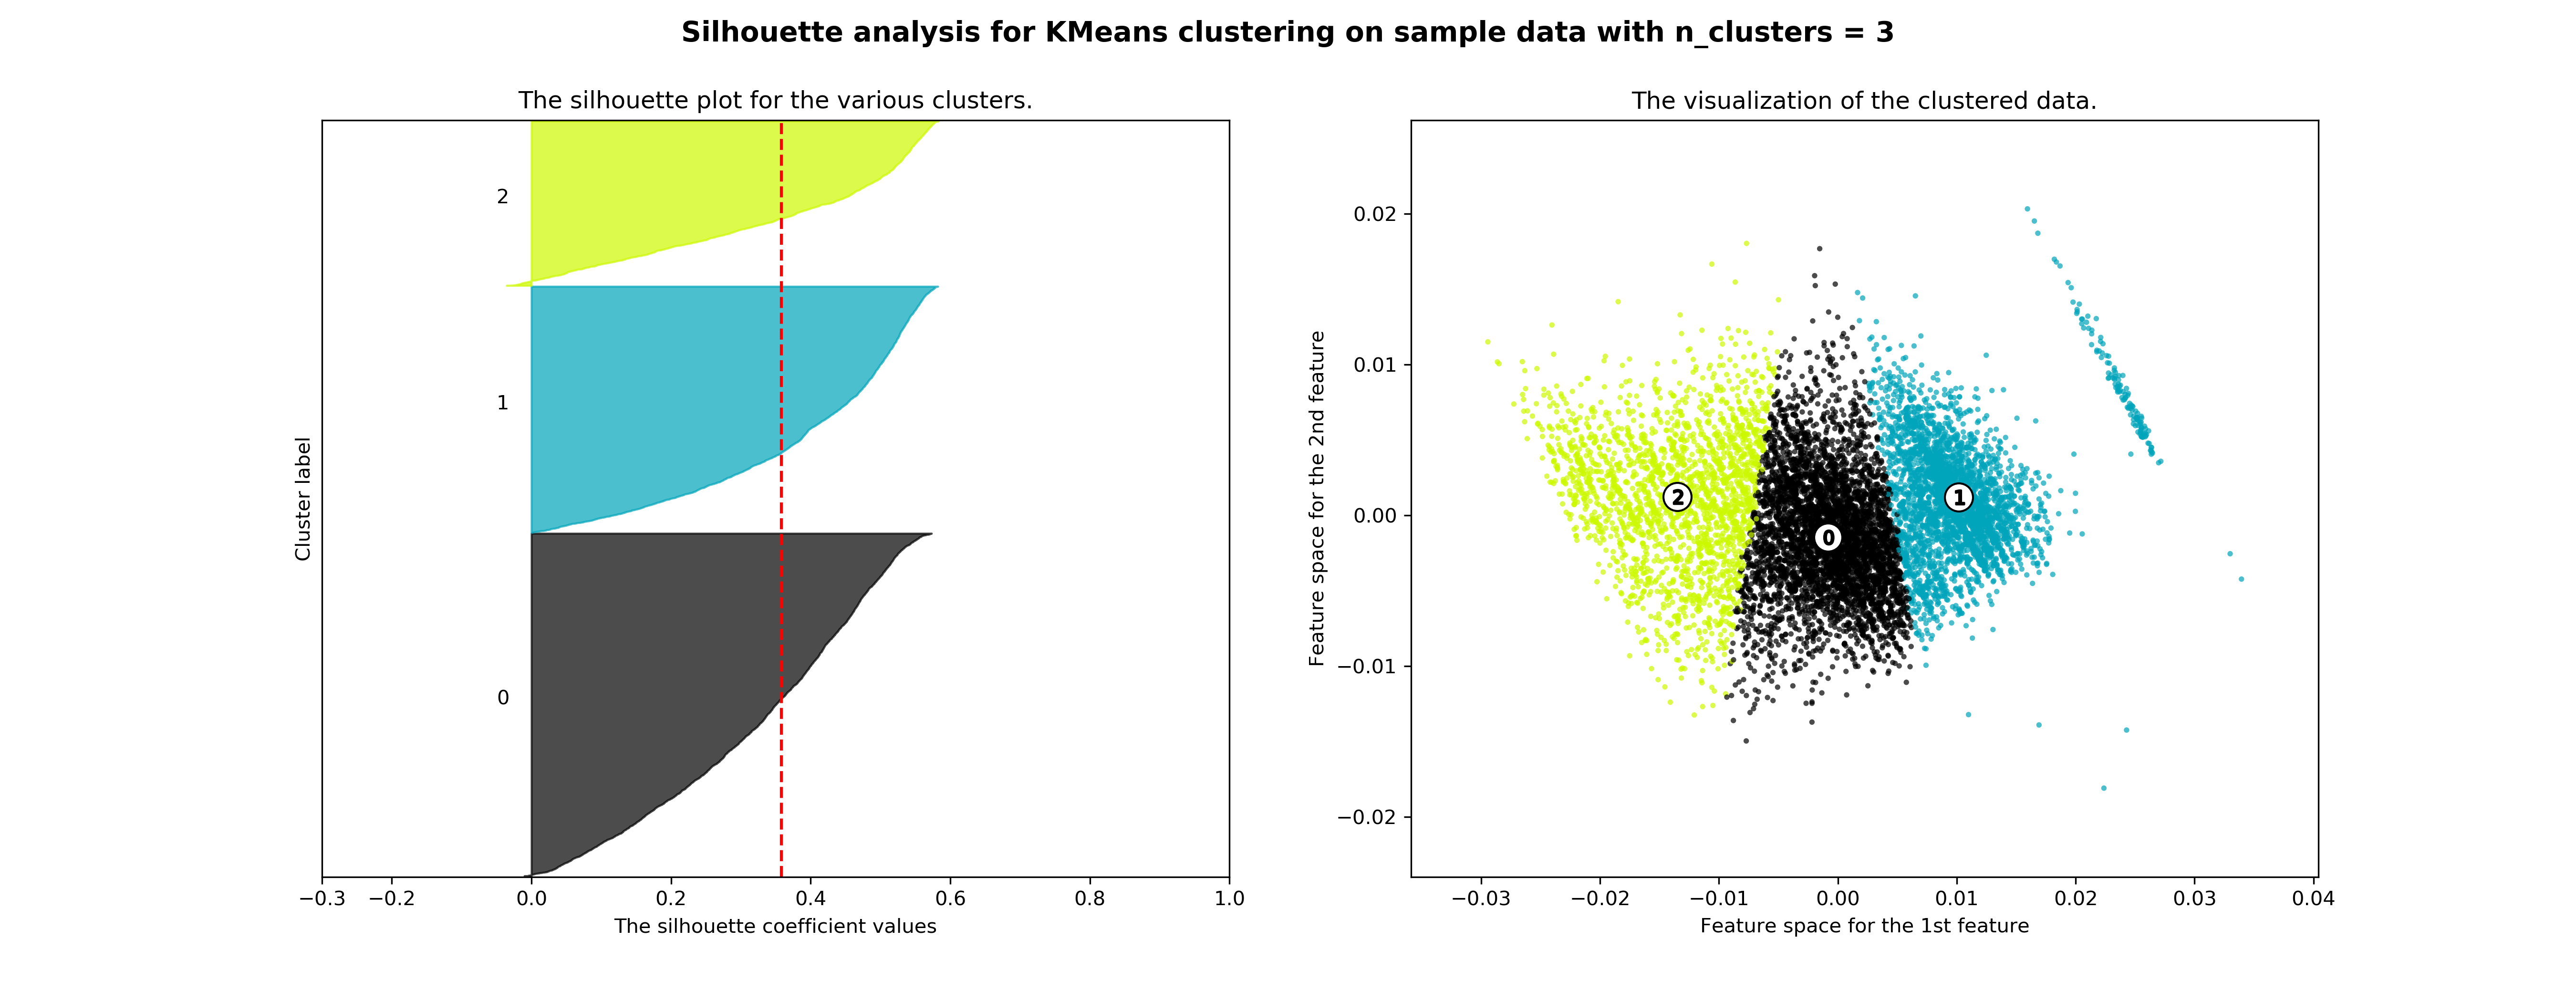 Silhouette analysis for KMeans clustering on sample data with n_clusters = 3
The silhouette plot for the various clusters.
2
1
0
Cluster label
−0.3 −0.2 0.0 0.2 0.4 0.6 0.8 1.0
The silhouette coefficient values
The visualization of the clustered data.
0.02
0.01
0.00
−0.01
−0.02
Feature space for the 2nd feature
2 0 1
−0.03 −0.02 −0.01 0.00 0.01 0.02 0.03 0.04
Feature space for the 1st feature